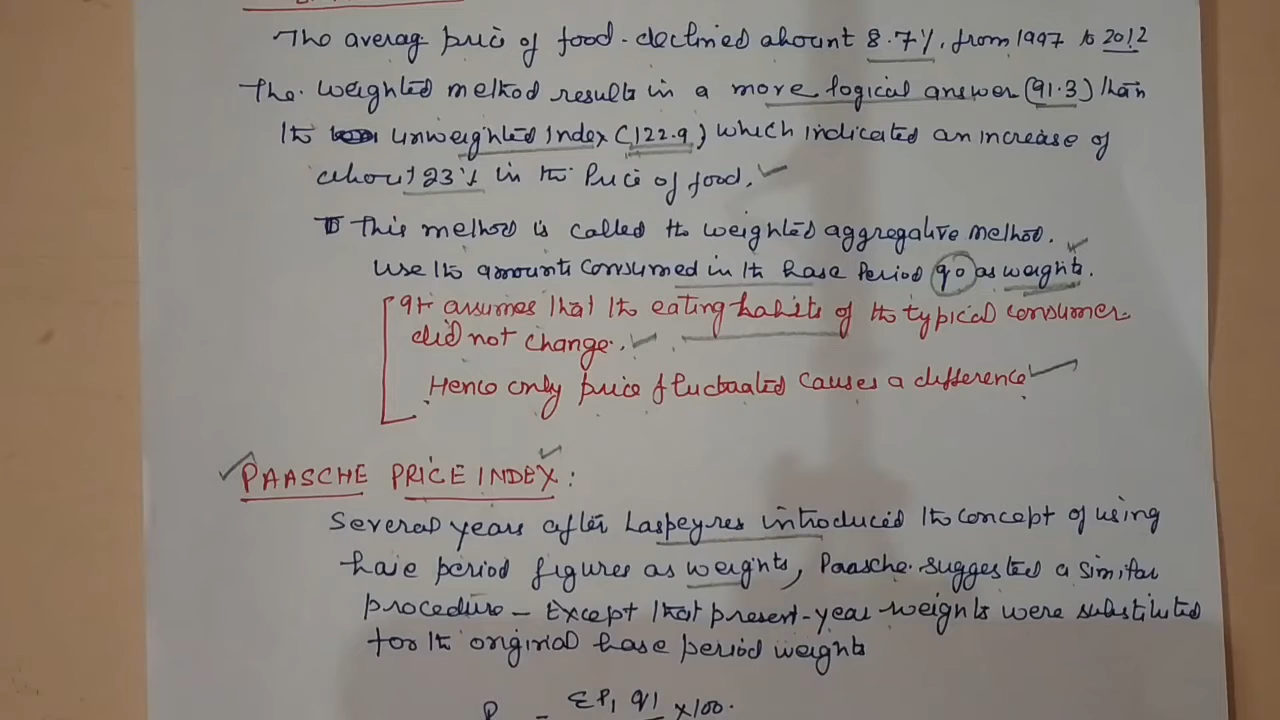 The averag price of food declined ahount 8.7%, from 1997 to 2012
The weighted method results in a more logical answer (91.3) than
the unweighted Index (122.9) which indicated an increase of
about 23% in the Price of food.
This method is called the weighted aggregative method.
Use the amounts consumed in the base Period q0 as weights.
It assumes that the eating habits of the typical consumer
did not change.
Hence only price fluctuated causes a difference
PAASCHE PRICE INDEX:
Several years after Laspeyres introduced the concept of using
base period figures as weights, Paasche suggested a similar
procedure – Except that present-year weights were substituted
for the original base period weights
P = Σ P1 q1 ×100.